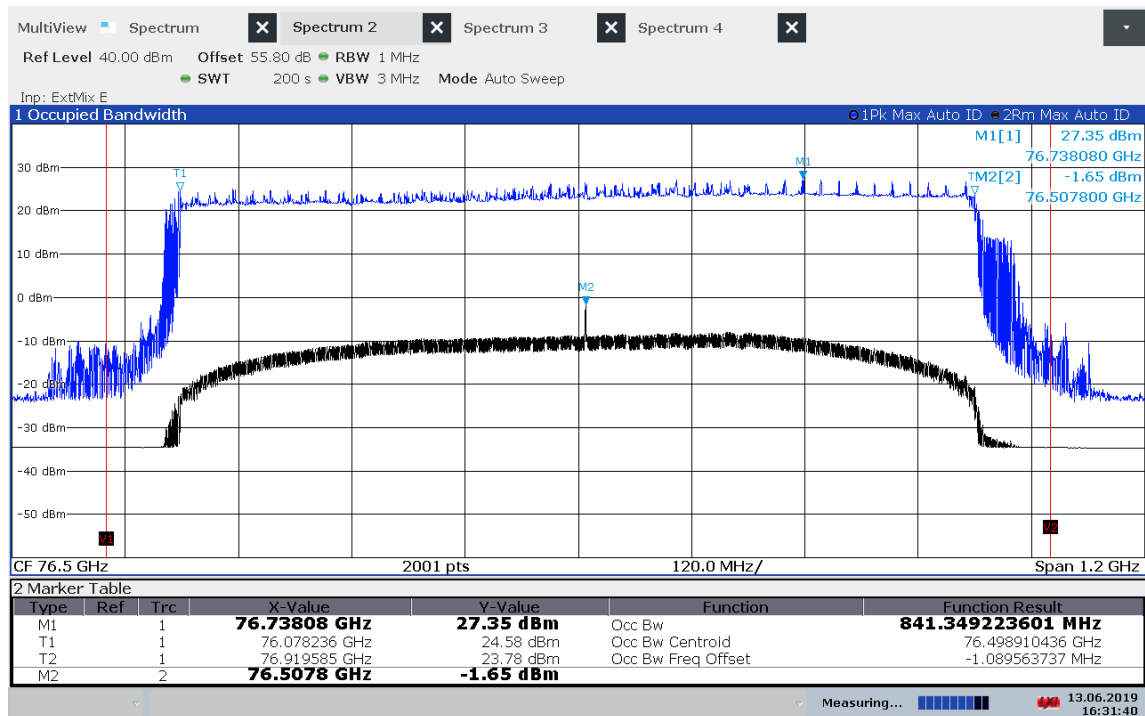 MultiView Spectrum X Spectrum 2 X Spectrum 3 X Spectrum 4 X
Ref Level 40.00 dBm Offset 55.80 dB RBW 1 MHz
SWT 200 s VBW 3 MHz Mode Auto Sweep
Inp: ExtMix E
1 Occupied Bandwidth 1Pk Max Auto ID 2Rm Max Auto ID
M1[1] 27.35 dBm
76.738080 GHz
M2[2] -1.65 dBm
76.507800 GHz
M1
T1
30 dBm
20 dBm
10 dBm
0 dBm
M2
-10 dBm
-20 dBm
-30 dBm
-40 dBm
-50 dBm
V1
V2
CF 76.5 GHz 2001 pts 120.0 MHz/ Span 1.2 GHz
2 Marker Table
Type Ref Trc X-Value Y-Value Function Function Result
M1 1 76.73808 GHz 27.35 dBm Occ Bw 841.349223601 MHz
T1 1 76.078236 GHz 24.58 dBm Occ Bw Centroid 76.498910436 GHz
T2 1 76.919585 GHz 23.78 dBm Occ Bw Freq Offset -1.089563737 MHz
M2 2 76.5078 GHz -1.65 dBm
Measuring... 13.06.2019
16:31:40